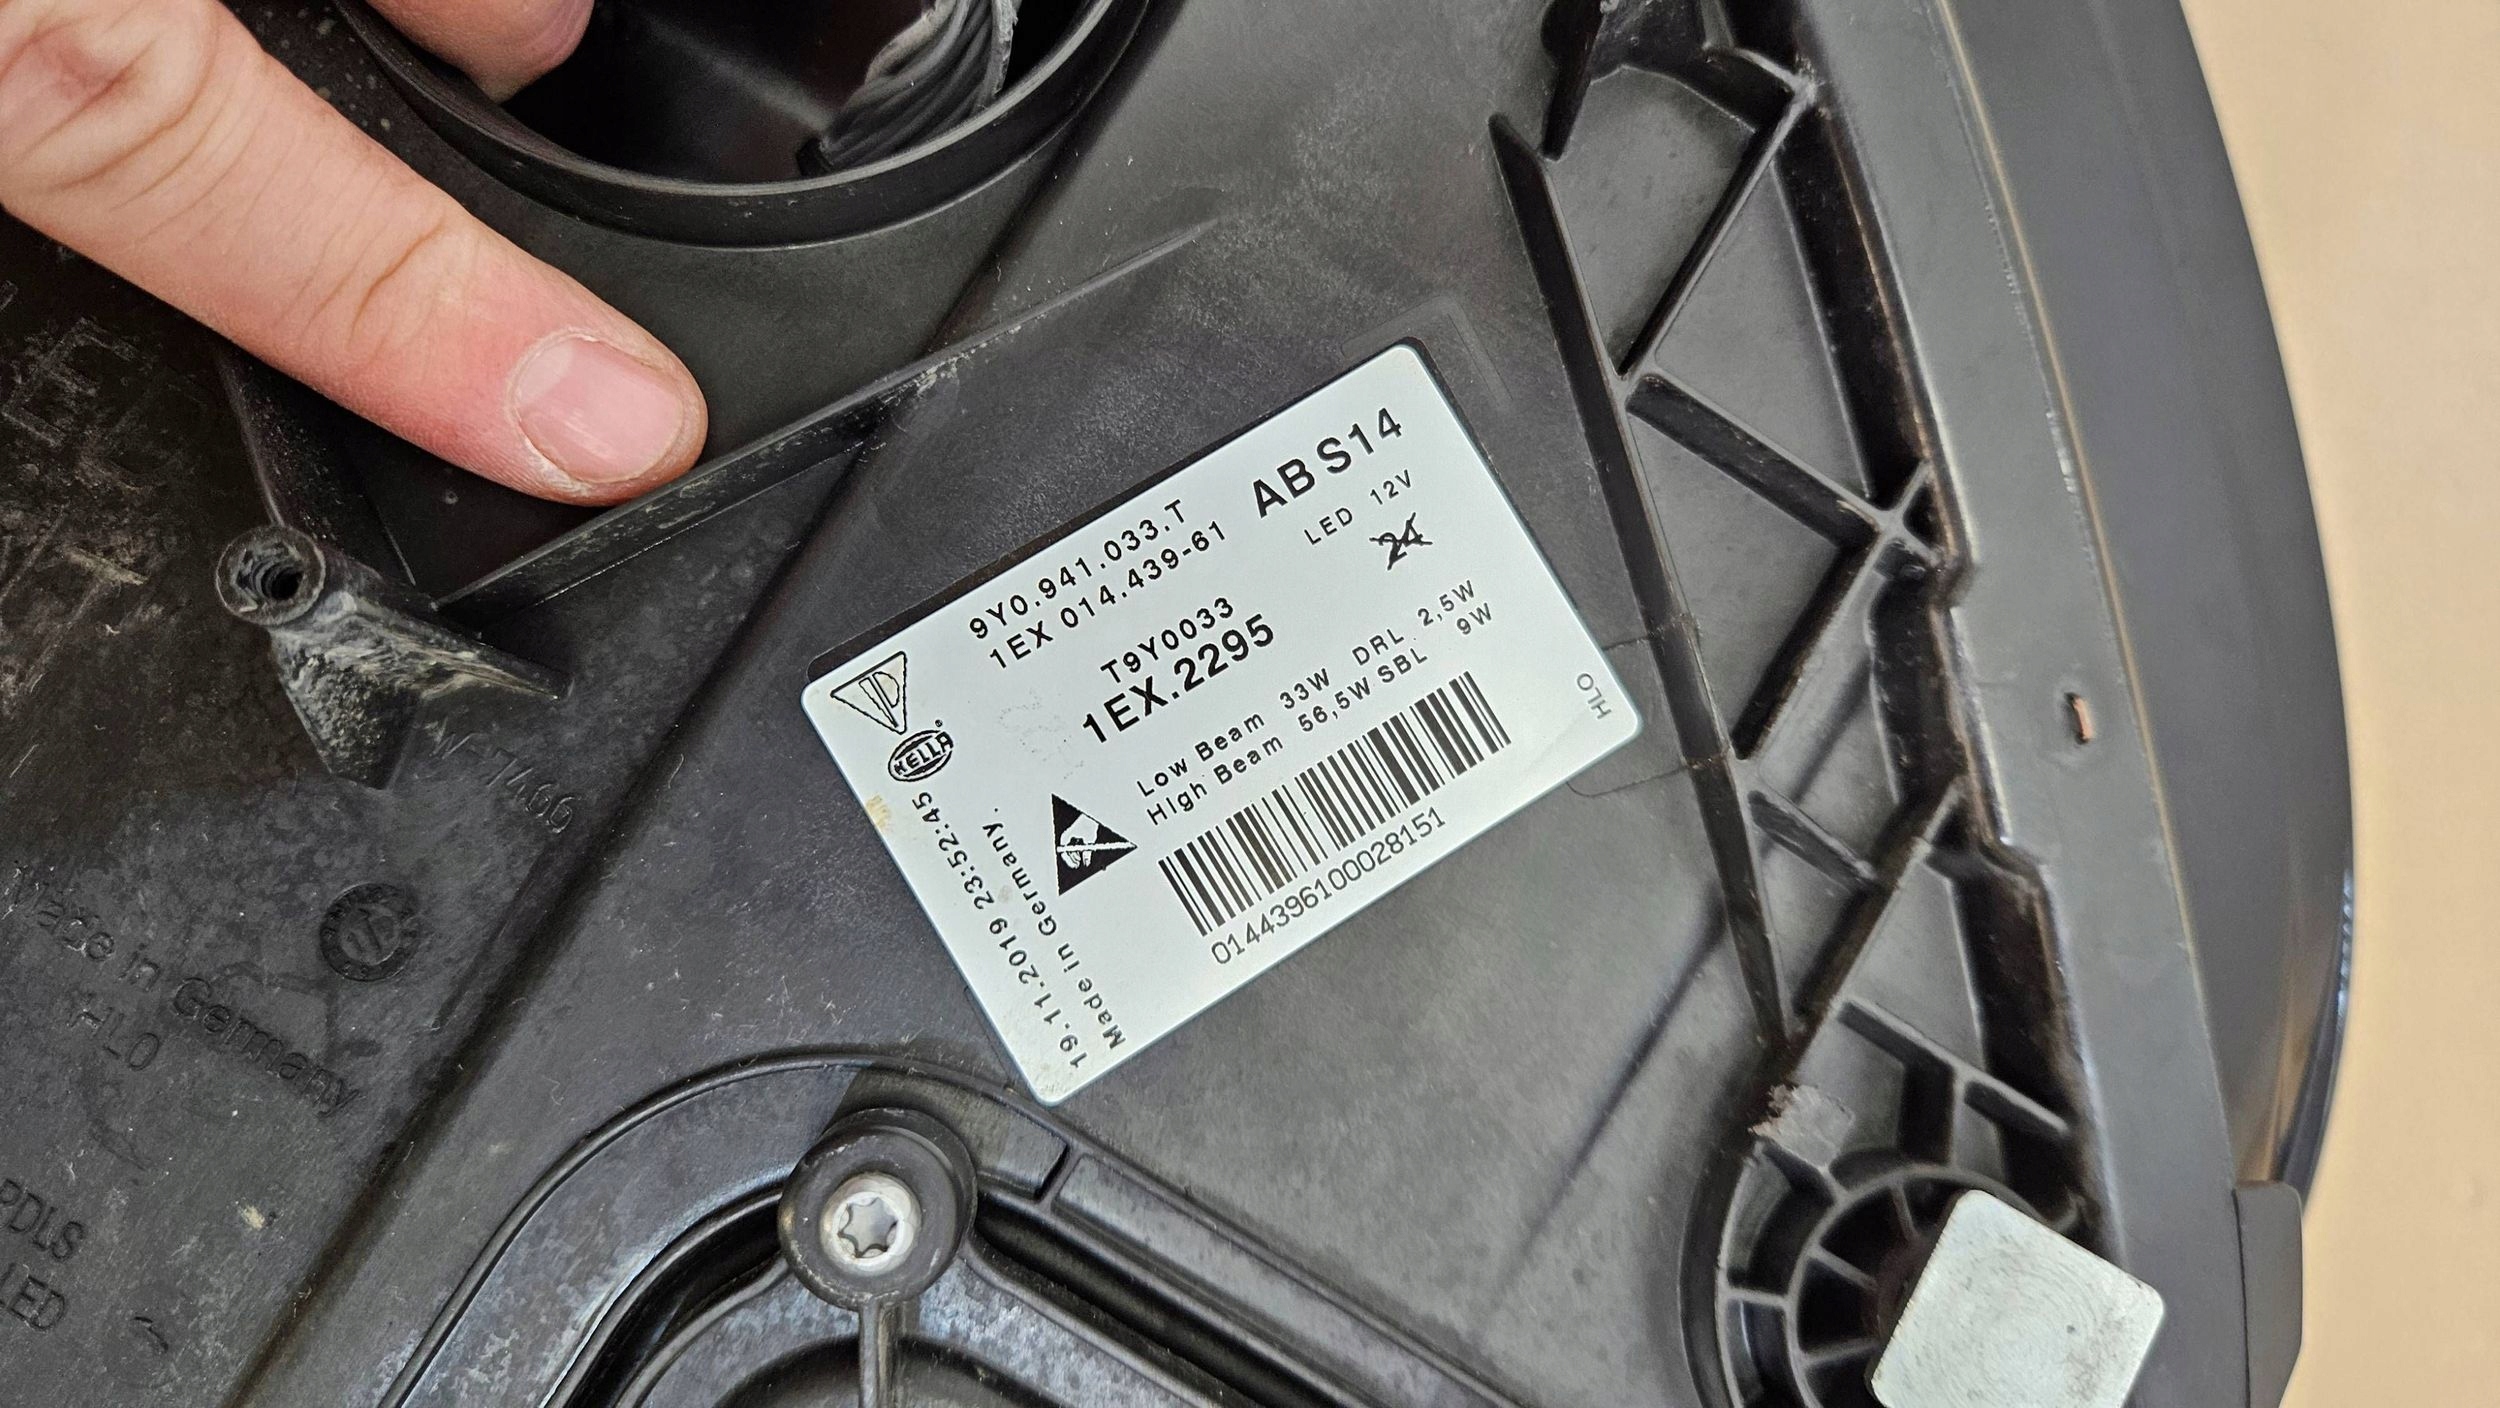 9Y0.941.033.T
1EX 014.439-61
ABS14
LED 12V
24
T9Y0033
1EX.2295
Low Beam 33W DRL 2,5W
High Beam 56,5W SBL 9W
HLO
HELLA®
19.11.2019 23:52:45
Made in Germany.
01443961000028151
Made in Germany
HLO
PDLS
LED